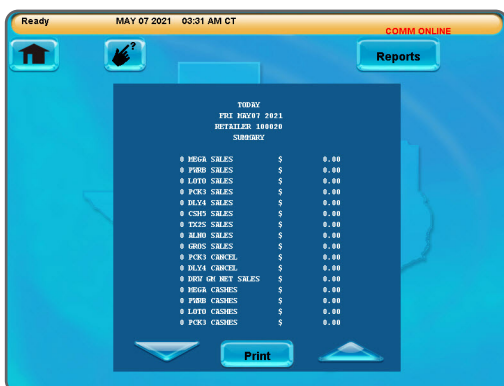 Ready MAY 07 2021 03:31 AM CT
COMM ONLINE
?
Reports
TODAY
FRI MAY07 2021
RETAILER 100020
SUMMARY
0 MEGA SALES $ 0.00
0 PWRB SALES $ 0.00
0 LOTO SALES $ 0.00
0 PCK3 SALES $ 0.00
0 DLY4 SALES $ 0.00
0 CSH5 SALES $ 0.00
0 TX2S SALES $ 0.00
0 ALNO SALES $ 0.00
0 GROS SALES $ 0.00
0 PCK3 CANCEL $ 0.00
0 DLY4 CANCEL $ 0.00
0 DRW GM NET SALES $ 0.00
0 MEGA CASHES $ 0.00
0 PWRB CASHES $ 0.00
0 LOTO CASHES $ 0.00
0 PCK3 CASHES $ 0.00
Print